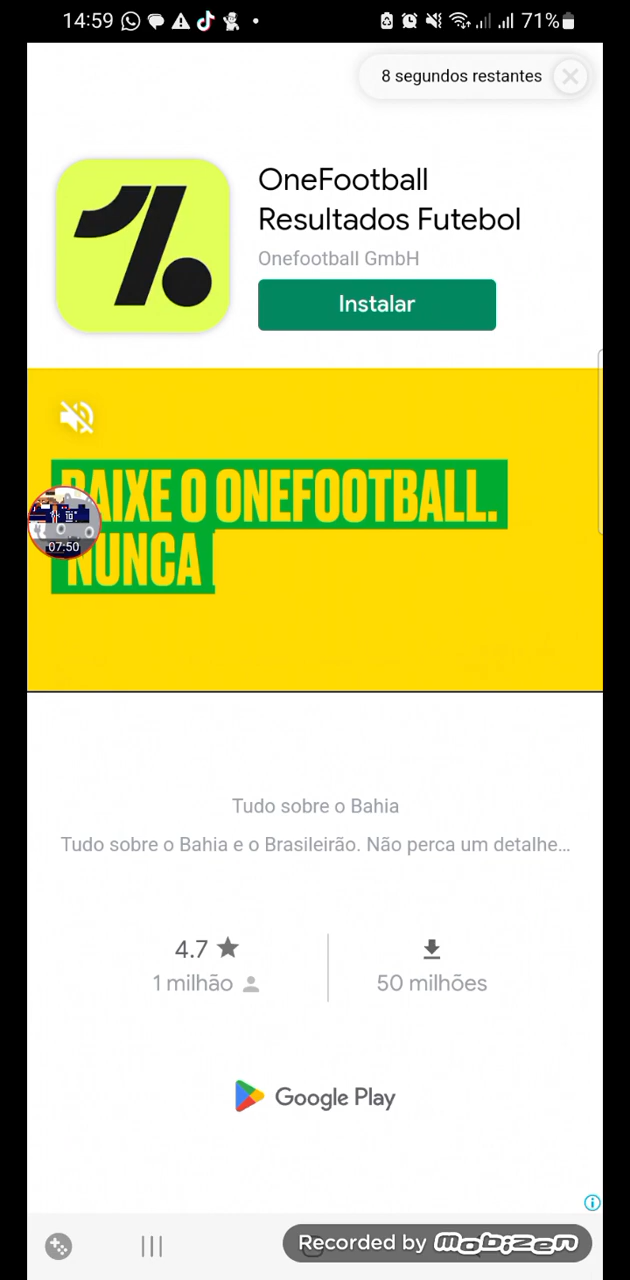 14:59
71%
8 segundos restantes
OneFootball
Resultados Futebol
Onefootball GmbH
Instalar
BAIXE O ONEFOOTBALL.
NUNCA
07:50
Tudo sobre o Bahia
Tudo sobre o Bahia e o Brasileirão. Não perca um detalhe...
4.7
1 milhão
50 milhões
Google Play
Recorded by mobizen